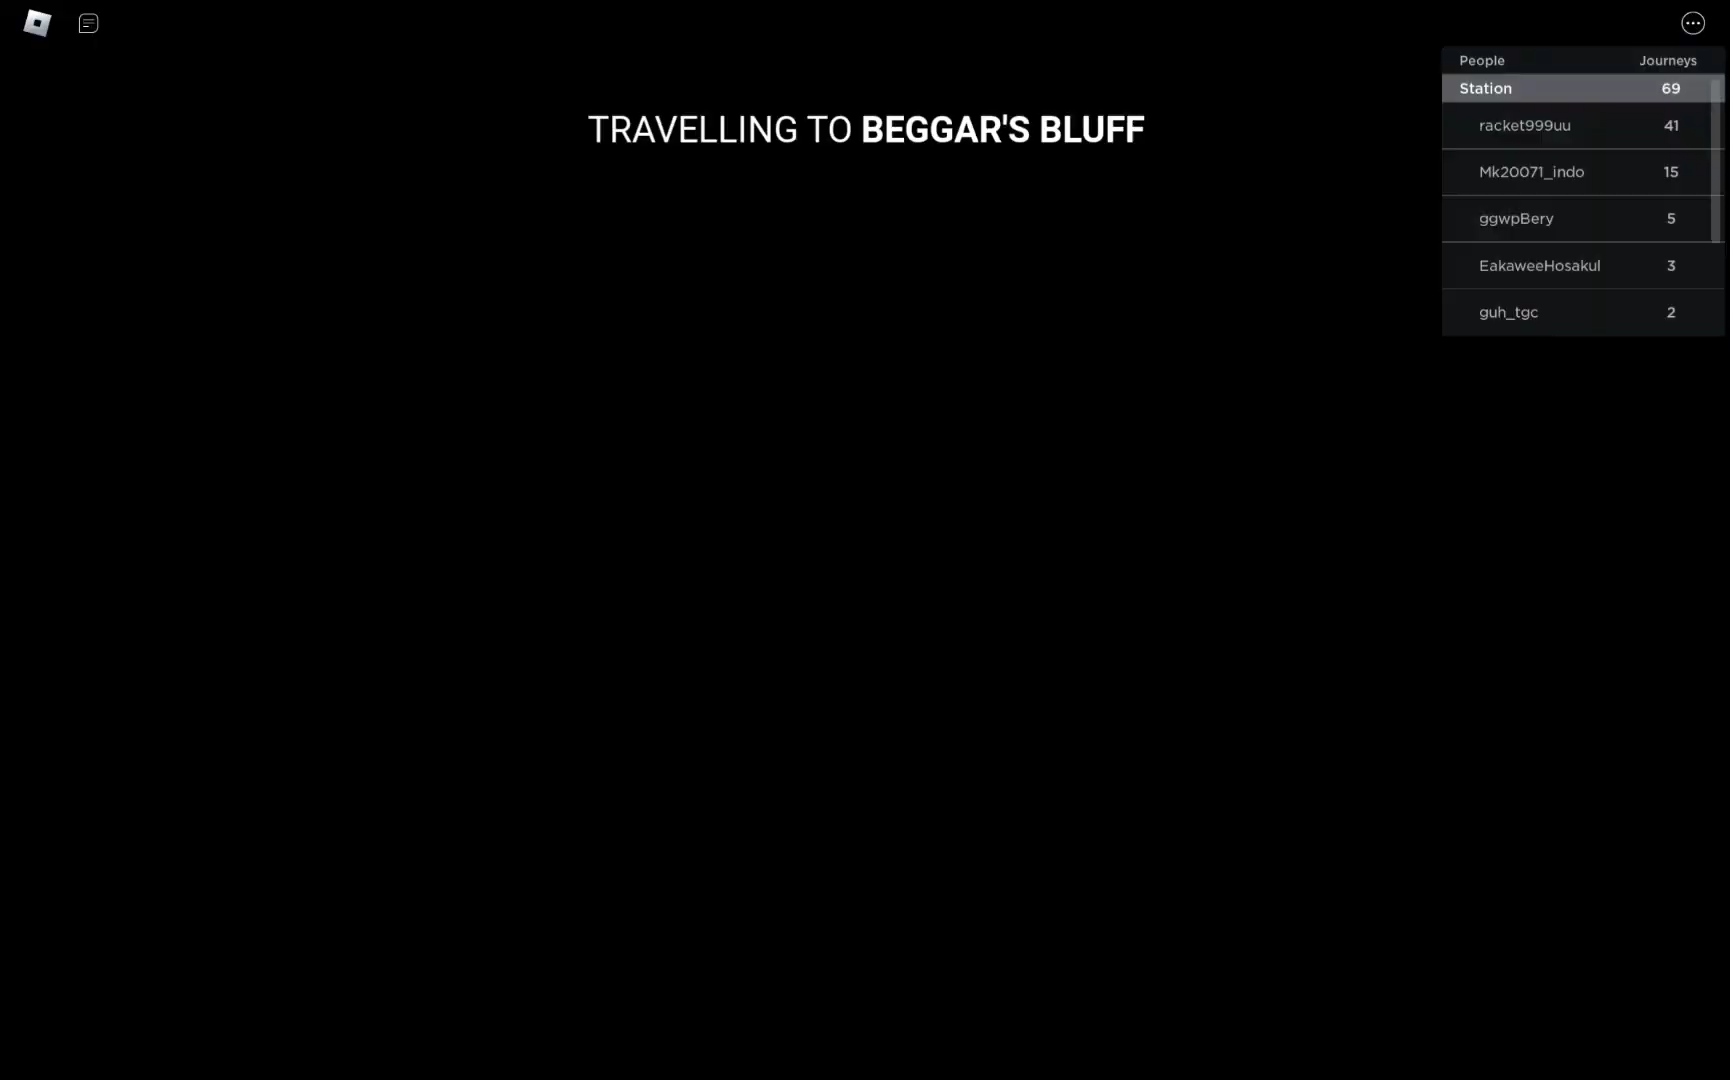 People Journeys
Station 69
TRAVELLING TO BEGGAR'S BLUFF
racket999uu 41
Mk20071_indo 15
ggwpBery 5
EakaweeHosakul 3
guh_tgc 2